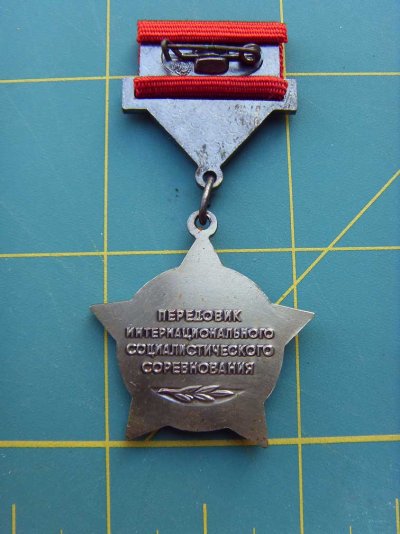 ПЕРЕДОВИК
ИНТЕРНАЦИОНАЛЬНОГО
СОЦИАЛИСТИЧЕСКОГО
СОРЕВНОВАНИЯ